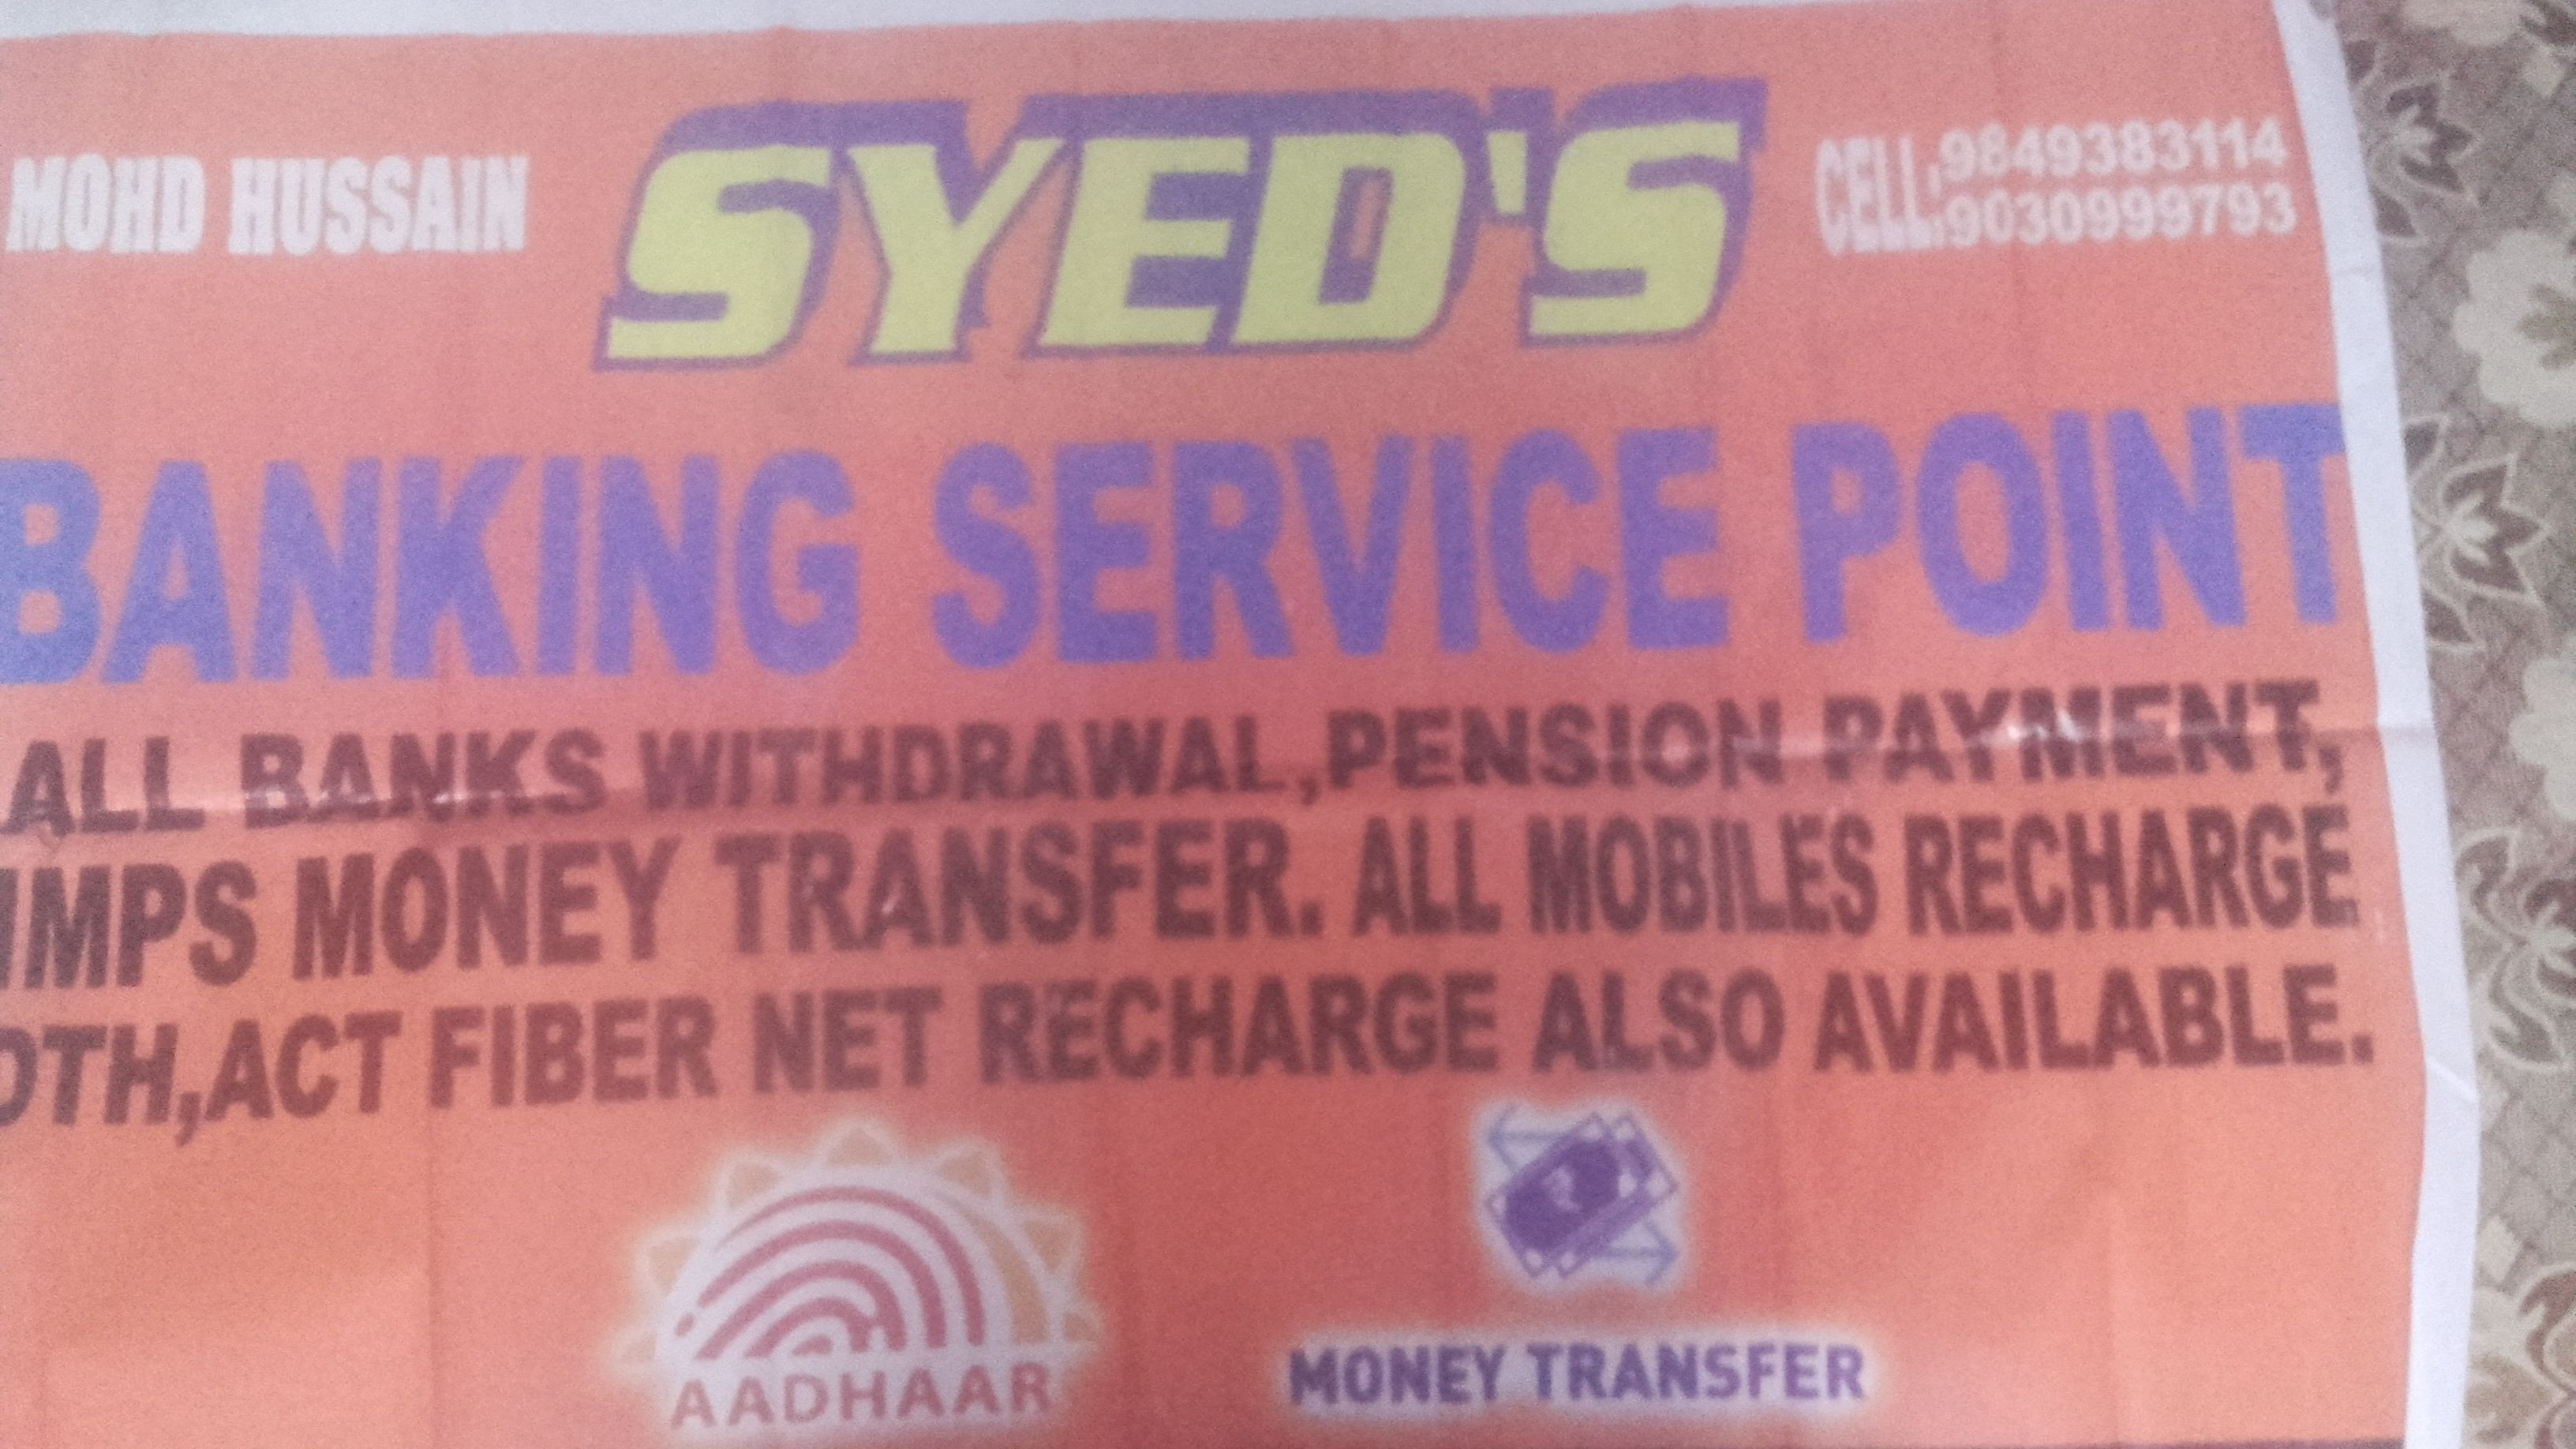 MOHD HUSSAIN
SYED'S
CELL:9849383114
9030999793
BANKING SERVICE POINT
ALL BANKS WITHDRAWAL,PENSION PAYMENT,
IMPS MONEY TRANSFER. ALL MOBILES RECHARGE
DTH,ACT FIBER NET RECHARGE ALSO AVAILABLE.
AADHAAR
MONEY TRANSFER